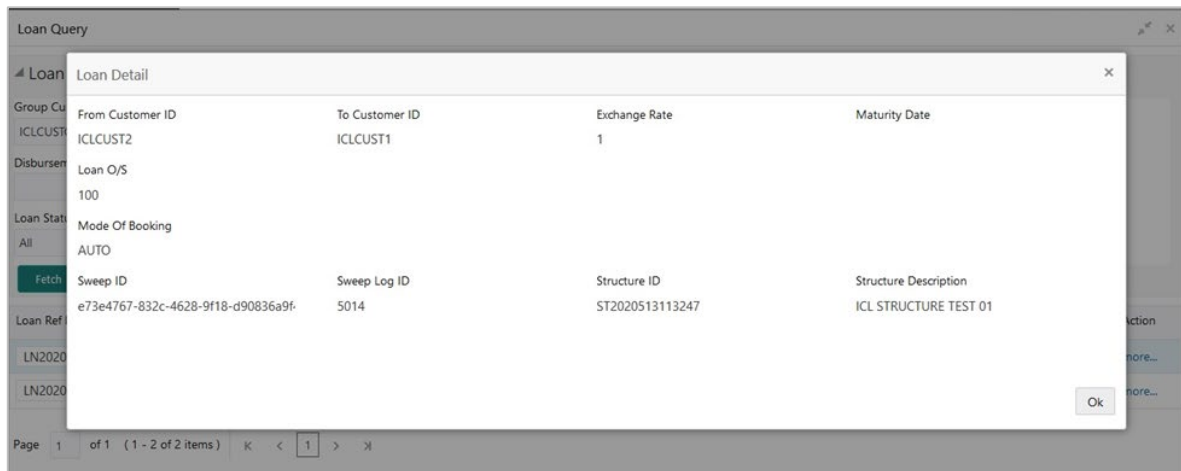 Loan Query
Loan
Loan Detail
Group Cu
From Customer ID To Customer ID Exchange Rate Maturity Date
ICLCUST2 ICLCUST1 1
Disbursem
Loan O/S
100
Loan Statu
Mode Of Booking
All
AUTO
Fetch
Sweep ID Sweep Log ID Structure ID Structure Description
e73e4767-832c-4628-9f18-d90836a9f 5014 ST2020513113247 ICL STRUCTURE TEST 01
Loan Ref Action
LN2020 more...
LN2020 more...
Ok
Page 1 of 1 (1 - 2 of 2 items) K < 1 > >|